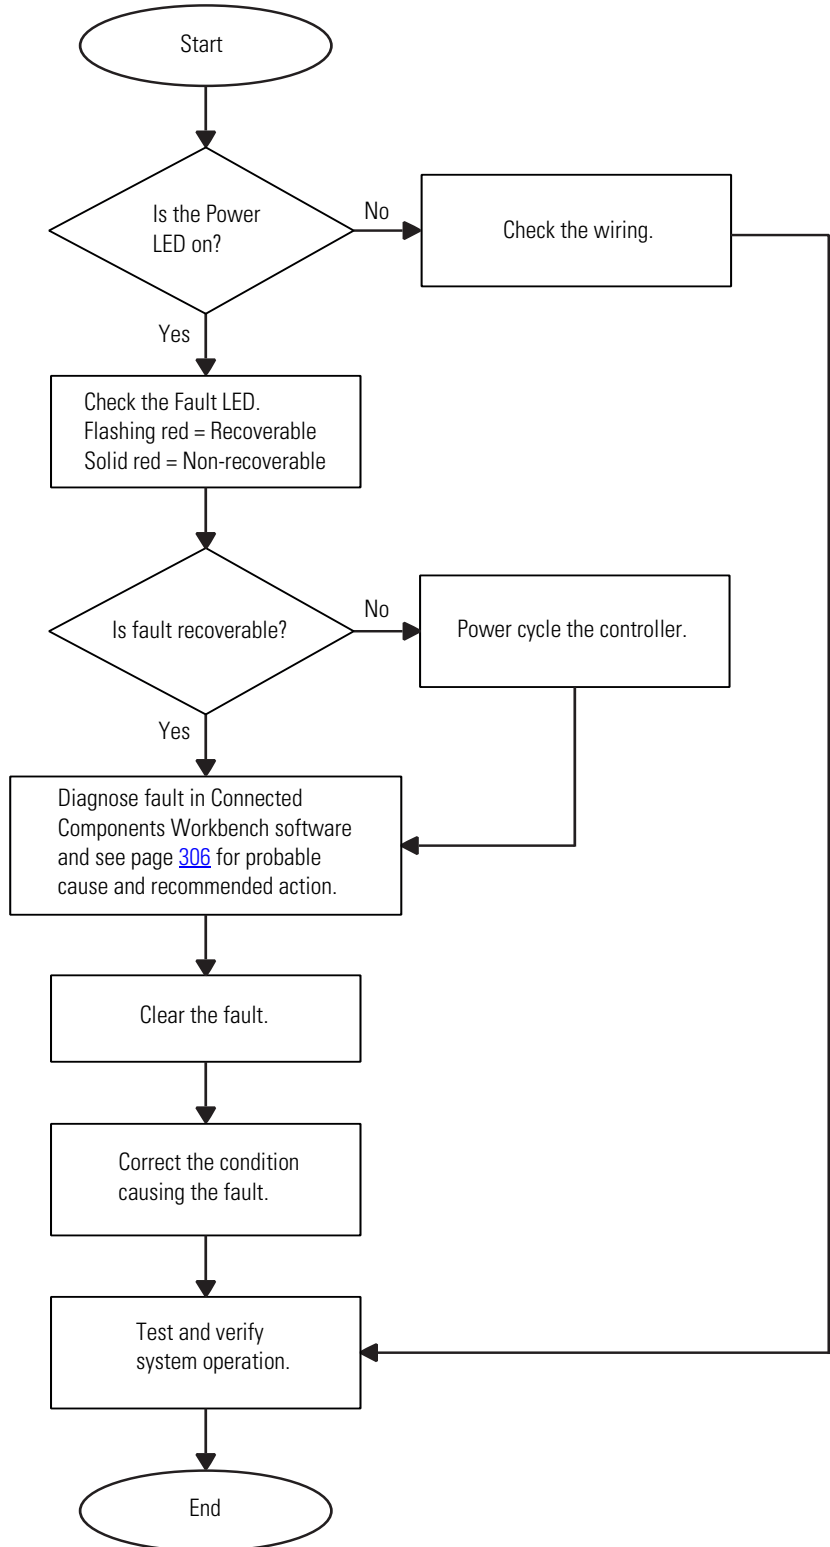 Start
Is the Power
LED on?
No
Check the wiring.
Yes
Check the Fault LED.
Flashing red = Recoverable
Solid red = Non-recoverable
Is fault recoverable?
No
Power cycle the controller.
Yes
Diagnose fault in Connected
Components Workbench software
and see page 306 for probable
cause and recommended action.
Clear the fault.
Correct the condition
causing the fault.
Test and verify
system operation.
End